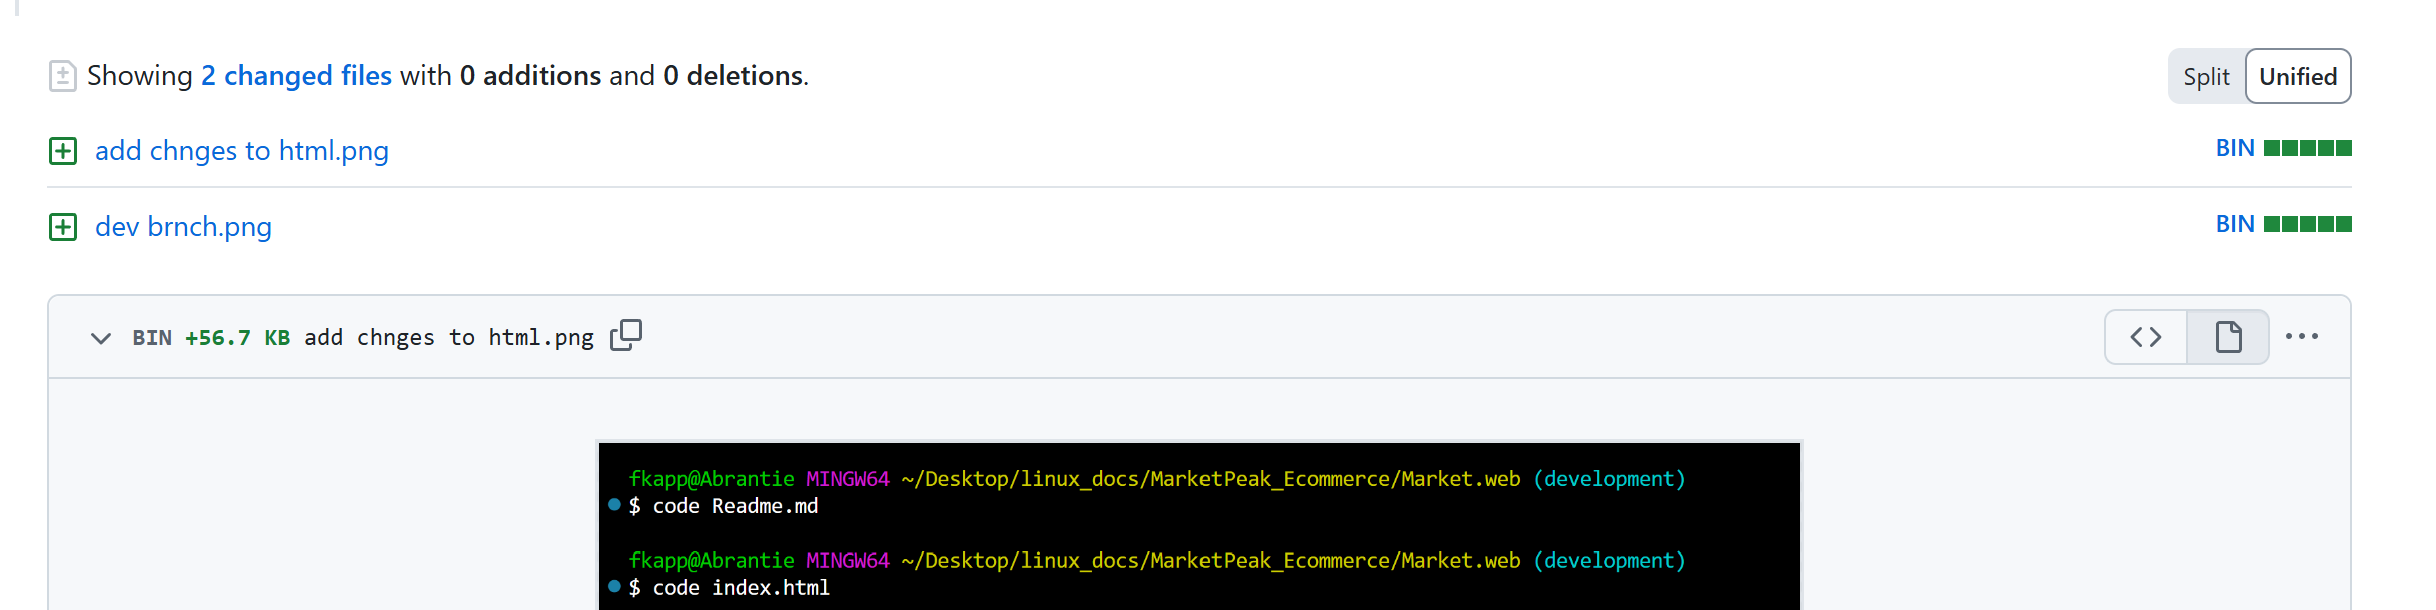 Showing 2 changed files with 0 additions and 0 deletions.
Split Unified
add chnges to html.png BIN
dev brnch.png BIN
BIN +56.7 KB add chnges to html.png
fkapp@Abrantie MINGW64 ~/Desktop/linux_docs/MarketPeak_Ecommerce/Market.web (development)
$ code Readme.md
fkapp@Abrantie MINGW64 ~/Desktop/linux_docs/MarketPeak_Ecommerce/Market.web (development)
$ code index.html